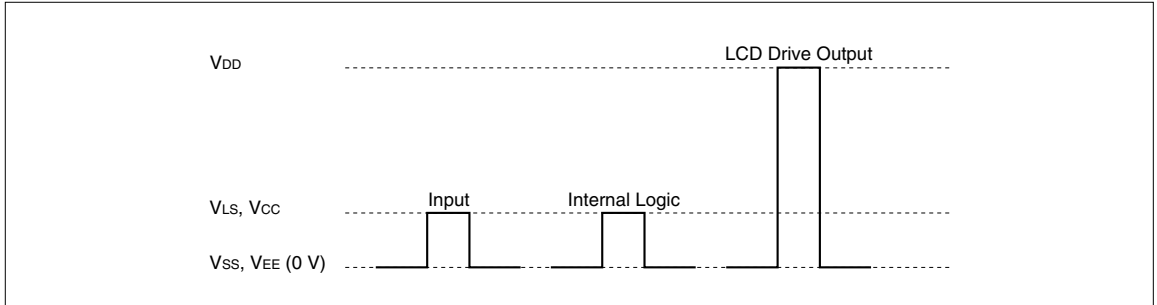 LCD Drive Output
VDD
Input
Internal Logic
VLS, VCC
VSS, VEE (0 V)